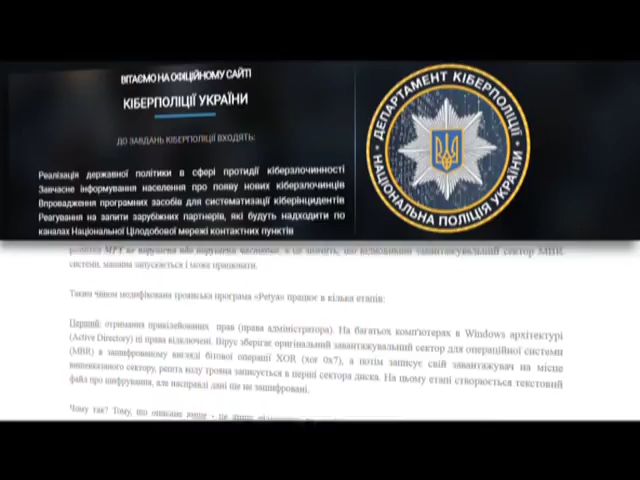 ВІТАЄМО НА ОФІЦІЙНОМУ САЙТІ
КІБЕРПОЛІЦІЇ УКРАЇНИ
ДО ЗАВДАНЬ КІБЕРПОЛІЦІЇ ВХОДЯТЬ:
Реалізація державної політики в сфері протидії кіберзлочинності
Завчасне інформування населення про появу нових кіберзлочинців
Впровадження програмних засобів для систематизації кіберінцидентів
Реагування на запити зарубіжних партнерів, які будуть надходити по
каналах Національної Цілодобової мережі контактних пунктів
ДЕПАРТАМЕНТ КІБЕРПОЛІЦІЇ
НАЦІОНАЛЬНА ПОЛІЦІЯ УКРАЇНИ
системи, машина запускається і може працювати.
Таким чином модифікована троянська програма «Petya» працює в кілька етапів:
Перший: отримання привілейованих прав (права адміністратора). На багатьох комп'ютерах в Windows архітектурі
(Active Directory) ці права відключені. Вірус зберігає оригінальний завантажувальний сектор для операційної системи
(MBR) в зашифрованому вигляді бітової операції XOR (xor 0x7), а потім записує свій завантажувач на місце
вищевказаного сектору, решта коду трояна записується в перші сектора диска. На цьому етапі створюється текстовий
файл про шифрування, але насправді дані ще не зашифровані.
Чому так? Тому, що описане вище - це лише